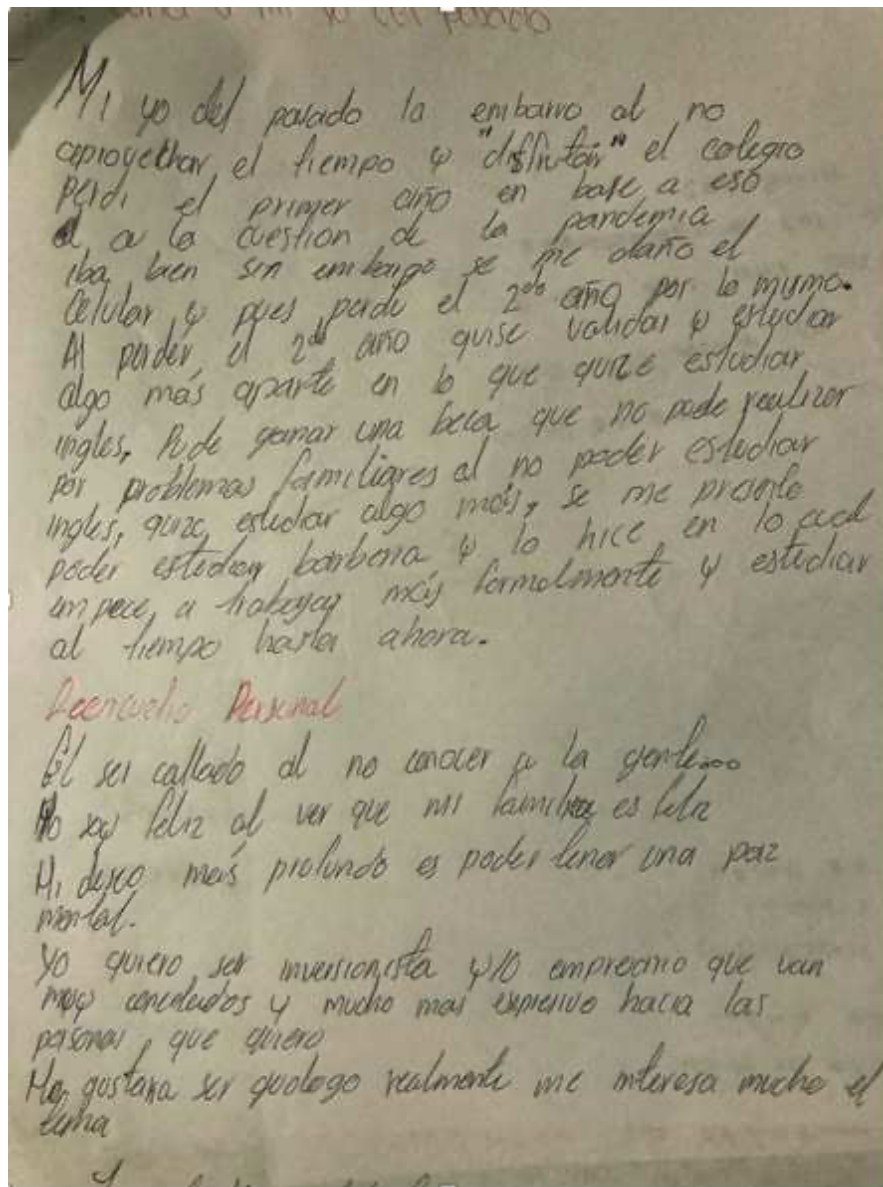 a mi yo del pasado
Mi yo del pasado la embarro al no
aprovechar el tiempo y "disfrutar" el colegio
perdi el primer año en base a eso
a la cuestion de la pandemia
iba bien sin embargo se me daño el
celular y pues perdi el 2do año por lo mismo.
Al perder el 2do año quise validar y estudiar
algo más aparte en lo que quize estudiar
ingles, Pude ganar una beca que no pude realizar
por problemas familiares al no poder estudiar
ingles, quize estudiar algo más, se me presento
poder estudiar barberia y lo hice en lo cual
empece a trabajar más formalmente y estudiar
al tiempo hasta ahora.
Personal
El ser callado al no conocer a la gente...
Yo soy feliz al ver que mi familia es feliz
Mi deseo más profundo es poder tener una paz
mental.
Yo quiero ser inversionista y/o que van
muy conectados y mucho mas expresivo hacia las
personas que quiero
Me gustaria ser realmente me interesa mucho el
tema